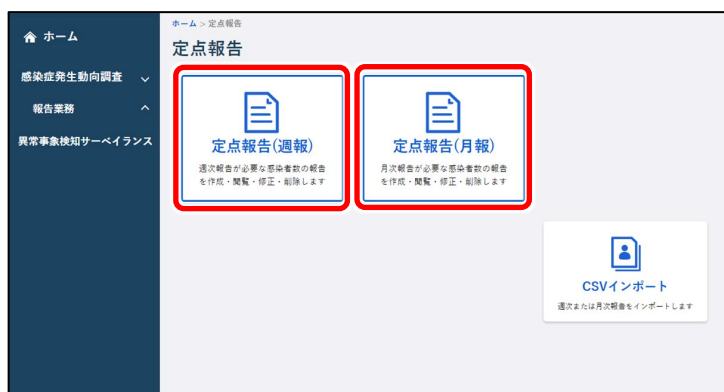 ホーム
感染症発生動向調査
報告業務
異常事象検知サーベイランス
ホーム > 定点報告
定点報告
定点報告(週報)
週次報告が必要な感染者数の報告
を作成・閲覧・修正・削除します
定点報告(月報)
月次報告が必要な感染者数の報告
を作成・閲覧・修正・削除します
CSVインポート
週次または月次報告をインポートします